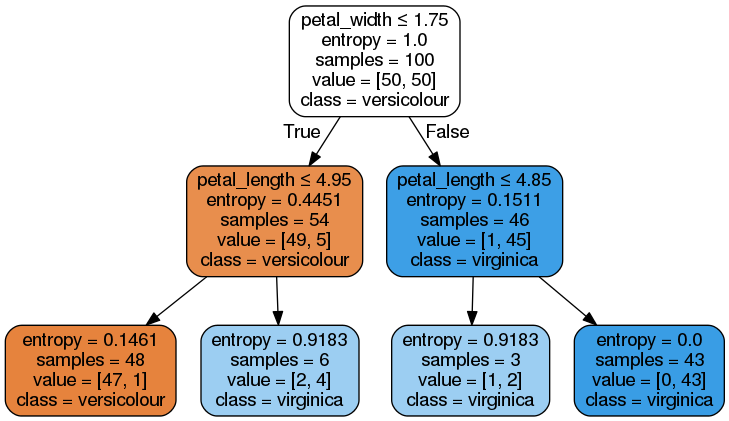 petal_width ≤ 1.75
entropy = 1.0
samples = 100
value = [50, 50]
class = versicolour
True
False
petal_length ≤ 4.95
entropy = 0.4451
samples = 54
value = [49, 5]
class = versicolour
petal_length ≤ 4.85
entropy = 0.1511
samples = 46
value = [1, 45]
class = virginica
entropy = 0.1461
samples = 48
value = [47, 1]
class = versicolour
entropy = 0.9183
samples = 6
value = [2, 4]
class = virginica
entropy = 0.9183
samples = 3
value = [1, 2]
class = virginica
entropy = 0.0
samples = 43
value = [0, 43]
class = virginica